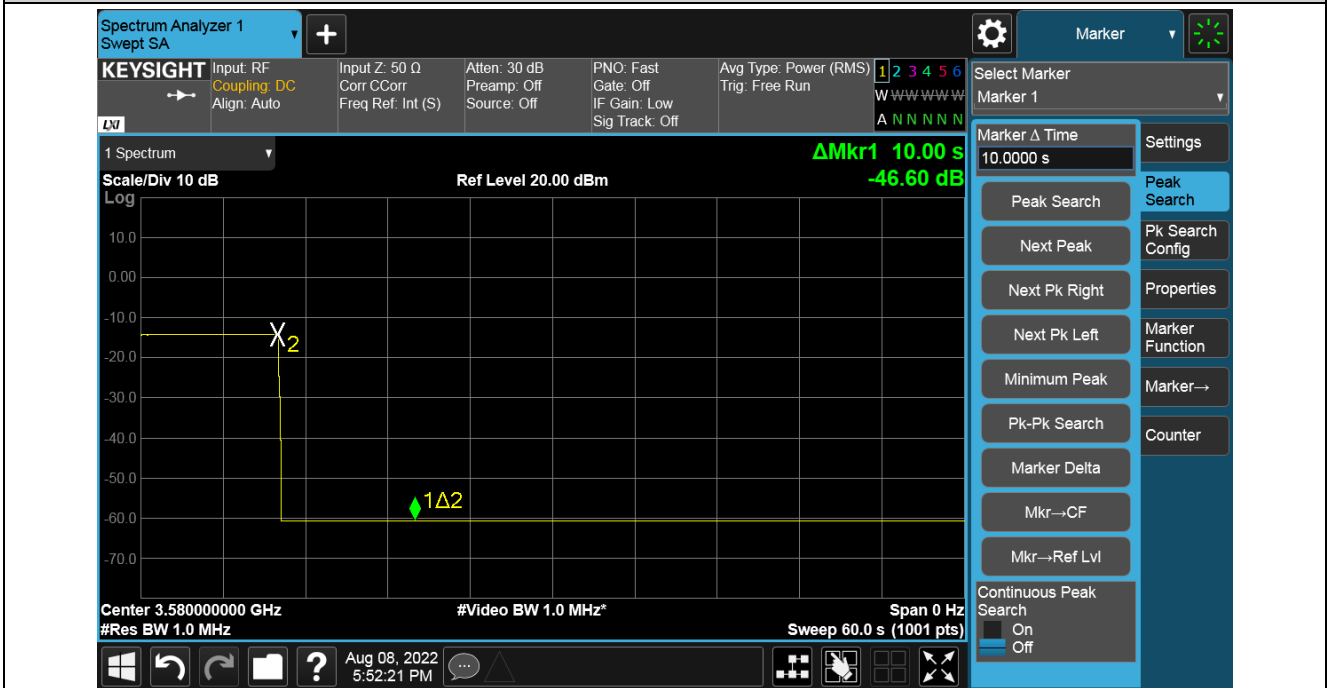 Spectrum Analyzer 1
Swept SA
Marker
KEYSIGHT
LXI
Input: RF
Coupling: DC
Align: Auto
Input Z: 50 Ω
Corr CCorr
Freq Ref: Int (S)
Atten: 30 dB
Preamp: Off
Source: Off
PNO: Fast
Gate: Off
IF Gain: Low
Sig Track: Off
Avg Type: Power (RMS)
Trig: Free Run
1 2 3 4 5 6
W W W W W W
A N N N N N
Select Marker
Marker 1
1 Spectrum
ΔMkr1 10.00 s
-46.60 dB
Scale/Div 10 dB
Ref Level 20.00 dBm
Log
10.0
0.00
-10.0
-20.0
-30.0
-40.0
-50.0
-60.0
-70.0
X2
1Δ2
Center 3.580000000 GHz
#Video BW 1.0 MHz*
Span 0 Hz
#Res BW 1.0 MHz
Sweep 60.0 s (1001 pts)
Marker Δ Time
10.0000 s
Peak Search
Next Peak
Next Pk Right
Next Pk Left
Minimum Peak
Pk-Pk Search
Marker Delta
Mkr→CF
Mkr→Ref Lvl
Continuous Peak
Search
On
Off
Settings
Peak
Search
Pk Search
Config
Properties
Marker
Function
Marker→
Counter
?
Aug 08, 2022
5:52:21 PM